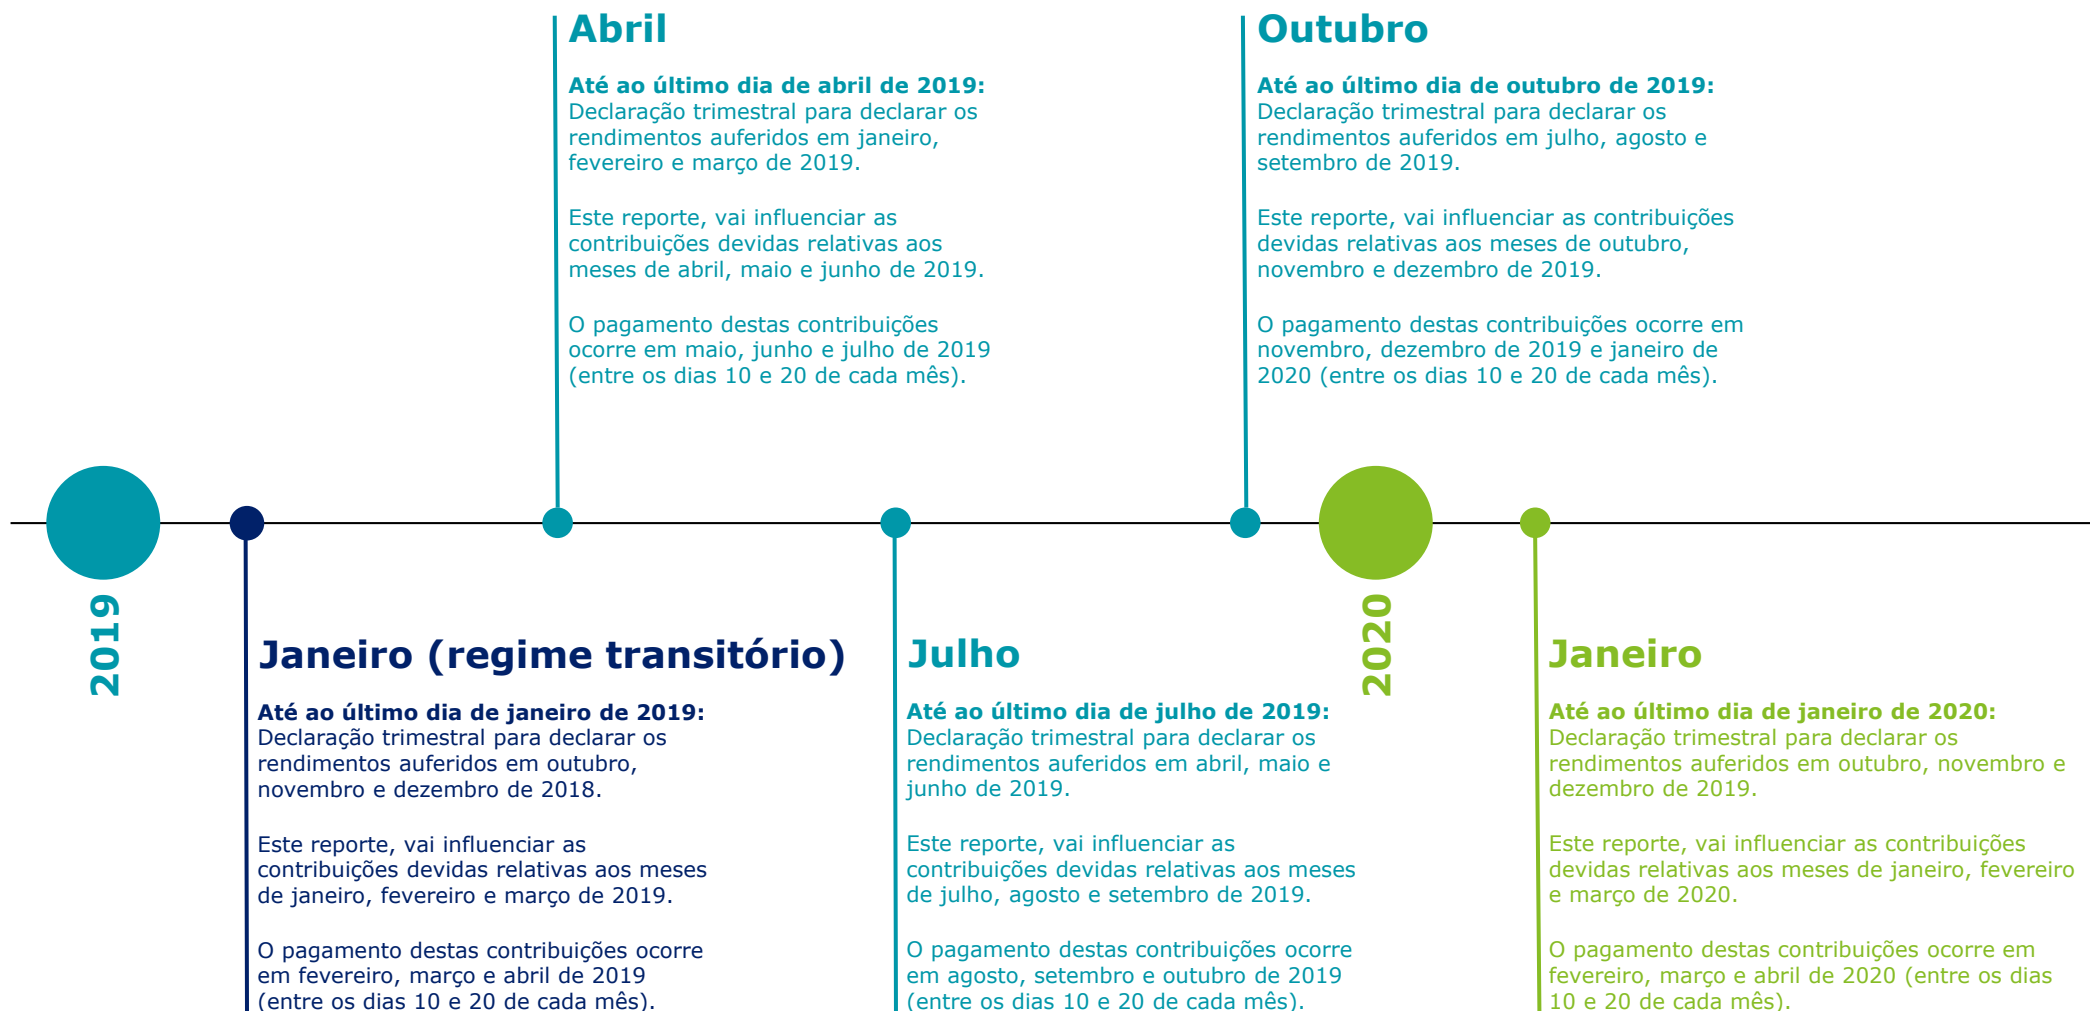 Abril
Até ao último dia de abril de 2019:
Declaração trimestral para declarar os
rendimentos auferidos em janeiro,
fevereiro e março de 2019.
Este reporte, vai influenciar as
contribuições devidas relativas aos
meses de abril, maio e junho de 2019.
O pagamento destas contribuições
ocorre em maio, junho e julho de 2019
(entre os dias 10 e 20 de cada mês).
Outubro
Até ao último dia de outubro de 2019:
Declaração trimestral para declarar os
rendimentos auferidos em julho, agosto e
setembro de 2019.
Este reporte, vai influenciar as contribuições
devidas relativas aos meses de outubro,
novembro e dezembro de 2019.
O pagamento destas contribuições ocorre em
novembro, dezembro de 2019 e janeiro de
2020 (entre os dias 10 e 20 de cada mês).
2019
Janeiro (regime transitório)
Até ao último dia de janeiro de 2019:
Declaração trimestral para declarar os
rendimentos auferidos em outubro,
novembro e dezembro de 2018.
Este reporte, vai influenciar as
contribuições devidas relativas aos meses
de janeiro, fevereiro e março de 2019.
O pagamento destas contribuições ocorre
em fevereiro, março e abril de 2019
(entre os dias 10 e 20 de cada mês).
Julho
Até ao último dia de julho de 2019:
Declaração trimestral para declarar os
rendimentos auferidos em abril, maio e
junho de 2019.
Este reporte, vai influenciar as
contribuições devidas relativas aos meses
de julho, agosto e setembro de 2019.
O pagamento destas contribuições ocorre
em agosto, setembro e outubro de 2019
(entre os dias 10 e 20 de cada mês).
2020
Janeiro
Até ao último dia de janeiro de 2020:
Declaração trimestral para declarar os
rendimentos auferidos em outubro, novembro e
dezembro de 2019.
Este reporte, vai influenciar as contribuições
devidas relativas aos meses de janeiro, fevereiro
e março de 2020.
O pagamento destas contribuições ocorre em
fevereiro, março e abril de 2020 (entre os dias
10 e 20 de cada mês).